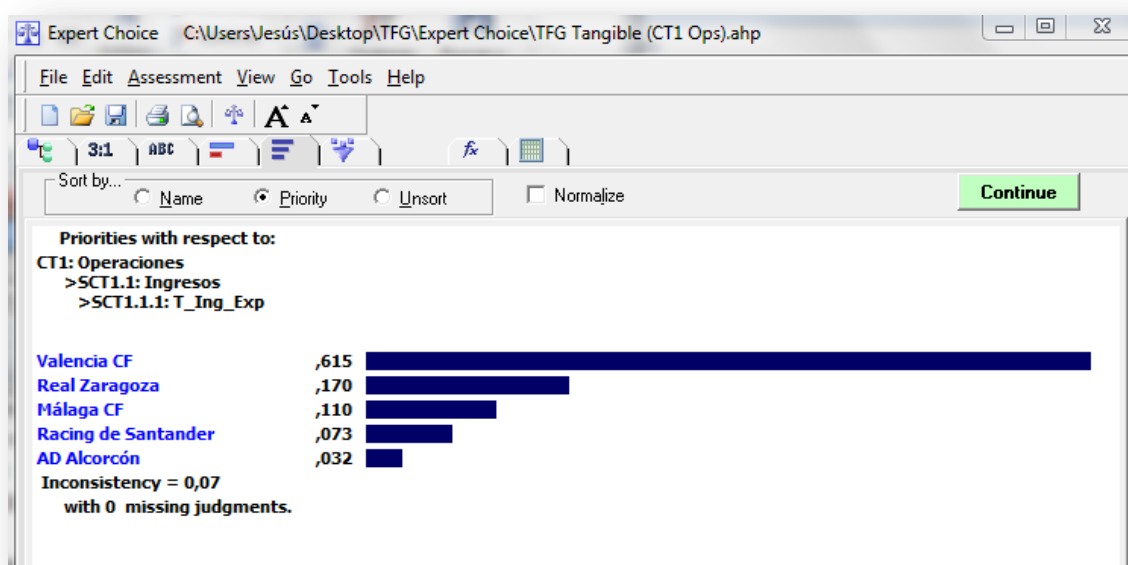 Expert Choice C:\Users\Jesús\Desktop\TFG\Expert Choice\TFG Tangible (CT1 Ops).ahp
File Edit Assessment View Go Tools Help
A A
3:1 ABC fx
Sort by...
Name Priority Unsort Normalize Continue
Priorities with respect to:
CT1: Operaciones
>SCT1.1: Ingresos
>SCT1.1.1: T_Ing_Exp
Valencia CF ,615
Real Zaragoza ,170
Málaga CF ,110
Racing de Santander ,073
AD Alcorcón ,032
Inconsistency = 0,07
with 0 missing judgments.